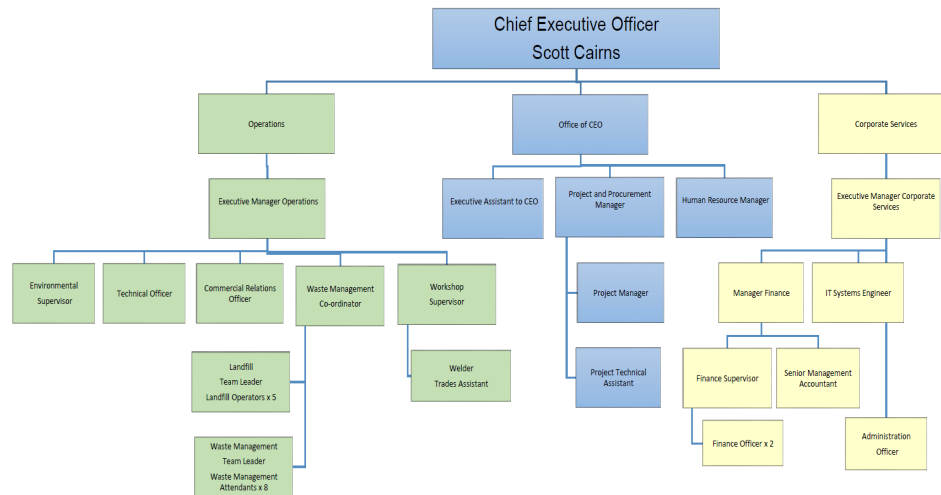 Chief Executive Officer
Scott Cairns
Operations
Office of CEO
Corporate Services
Executive Manager Operations
Executive Assistant to CEO
Project and Procurement
Manager
Human Resource Manager
Executive Manager Corporate
Services
Environmental
Supervisor
Technical Officer
Commercial Relations
Officer
Waste Management
Co-ordinator
Workshop
Supervisor
Project Manager
Manager Finance
IT Systems Engineer
Landfill
Team Leader
Landfill Operators x 5
Welder
Trades Assistant
Project Technical
Assistant
Finance Supervisor
Senior Management
Accountant
Waste Management
Team Leader
Waste Management
Attendants x 8
Finance Officer x 2
Administration
Officer